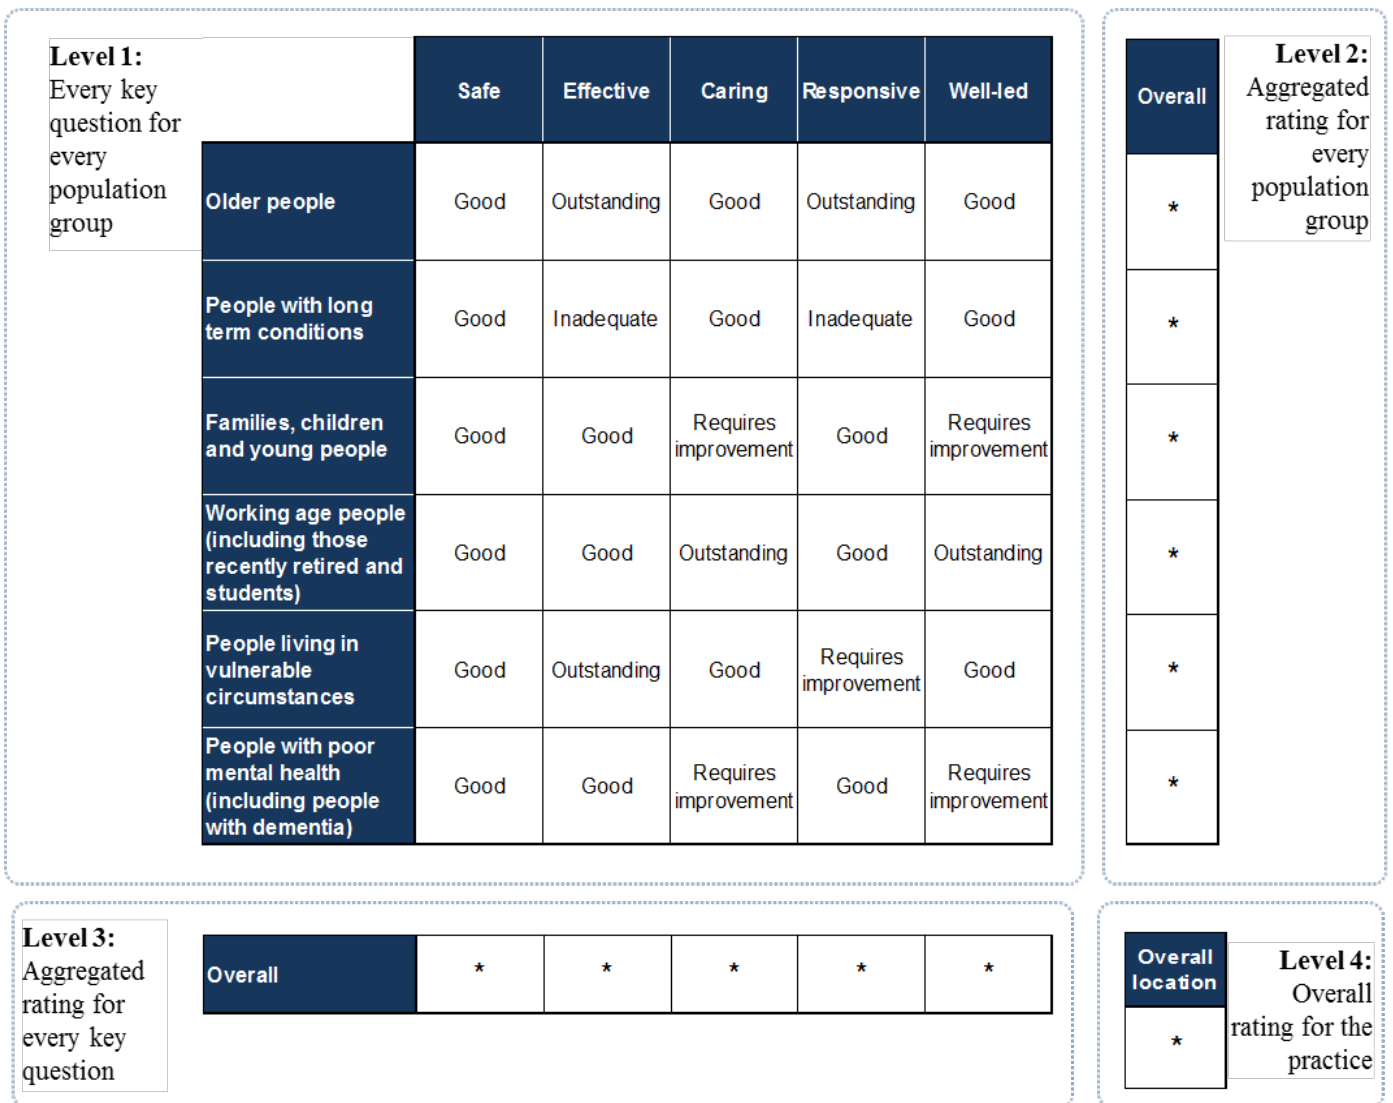 Level 1:
Every key
question for
every
population
group
Safe Effective Caring Responsive Well-led
Older people Good Outstanding Good Outstanding Good
People with long
term conditions
Good Inadequate Good Inadequate Good
Families, children
and young people
Good Good Requires
improvement Good Requires
improvement
Working age people
(including those
recently retired and
students)
Good Good Outstanding Good Outstanding
People living in
vulnerable
circumstances
Good Outstanding Good Requires
improvement Good
People with poor
mental health
(including people
with dementia)
Good Good Requires
improvement Good Requires
improvement
Overall
*
*
*
*
*
*
Level 2:
Aggregated
rating for
every
population
group
Level 3:
Aggregated
rating for
every key
question
Overall * * * * *
Overall
location
*
Level 4:
Overall
rating for the
practice